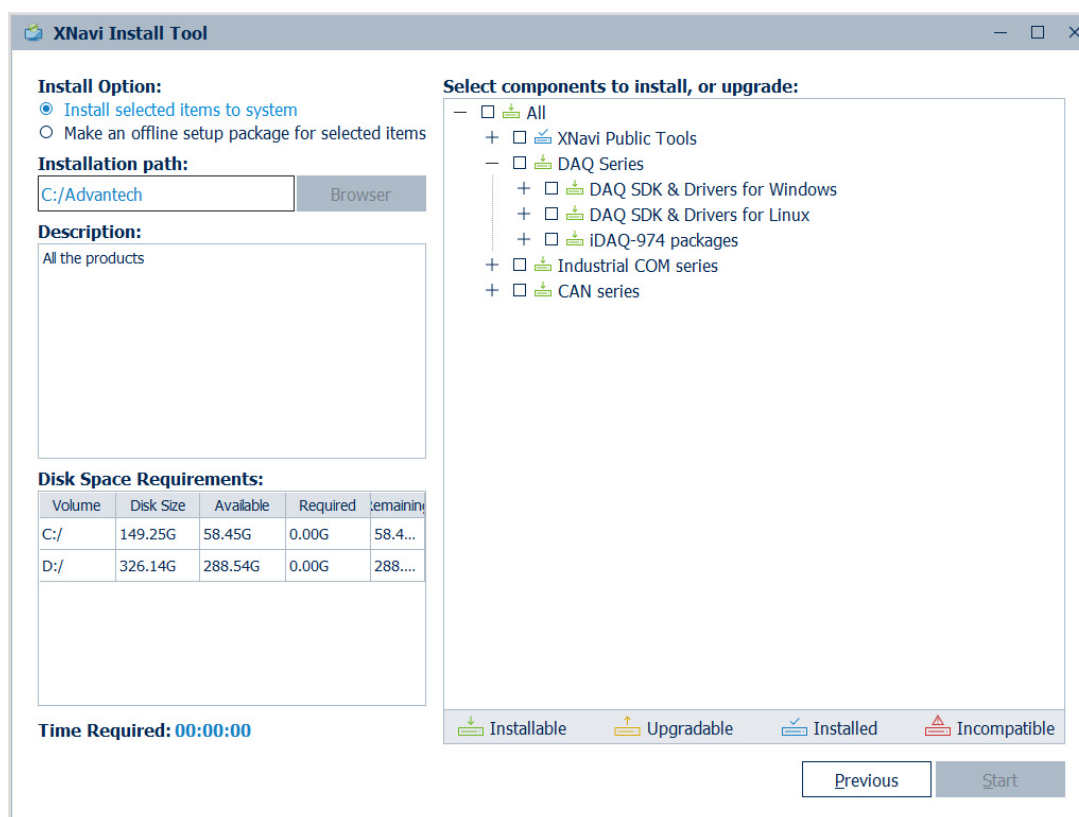 XNavi Install Tool
Install Option:
Install selected items to system
Make an offline setup package for selected items
Installation path:
C:/Advantech
Browser
Description:
All the products
Disk Space Requirements:
Volume Disk Size Available Required Remaining
C:/ 149.25G 58.45G 0.00G 58.4...
D:/ 326.14G 288.54G 0.00G 288....
Time Required: 00:00:00
Select components to install, or upgrade:
All
XNavi Public Tools
DAQ Series
DAQ SDK & Drivers for Windows
DAQ SDK & Drivers for Linux
iDAQ-974 packages
Industrial COM series
CAN series
Installable Upgradable Installed Incompatible
Previous Start